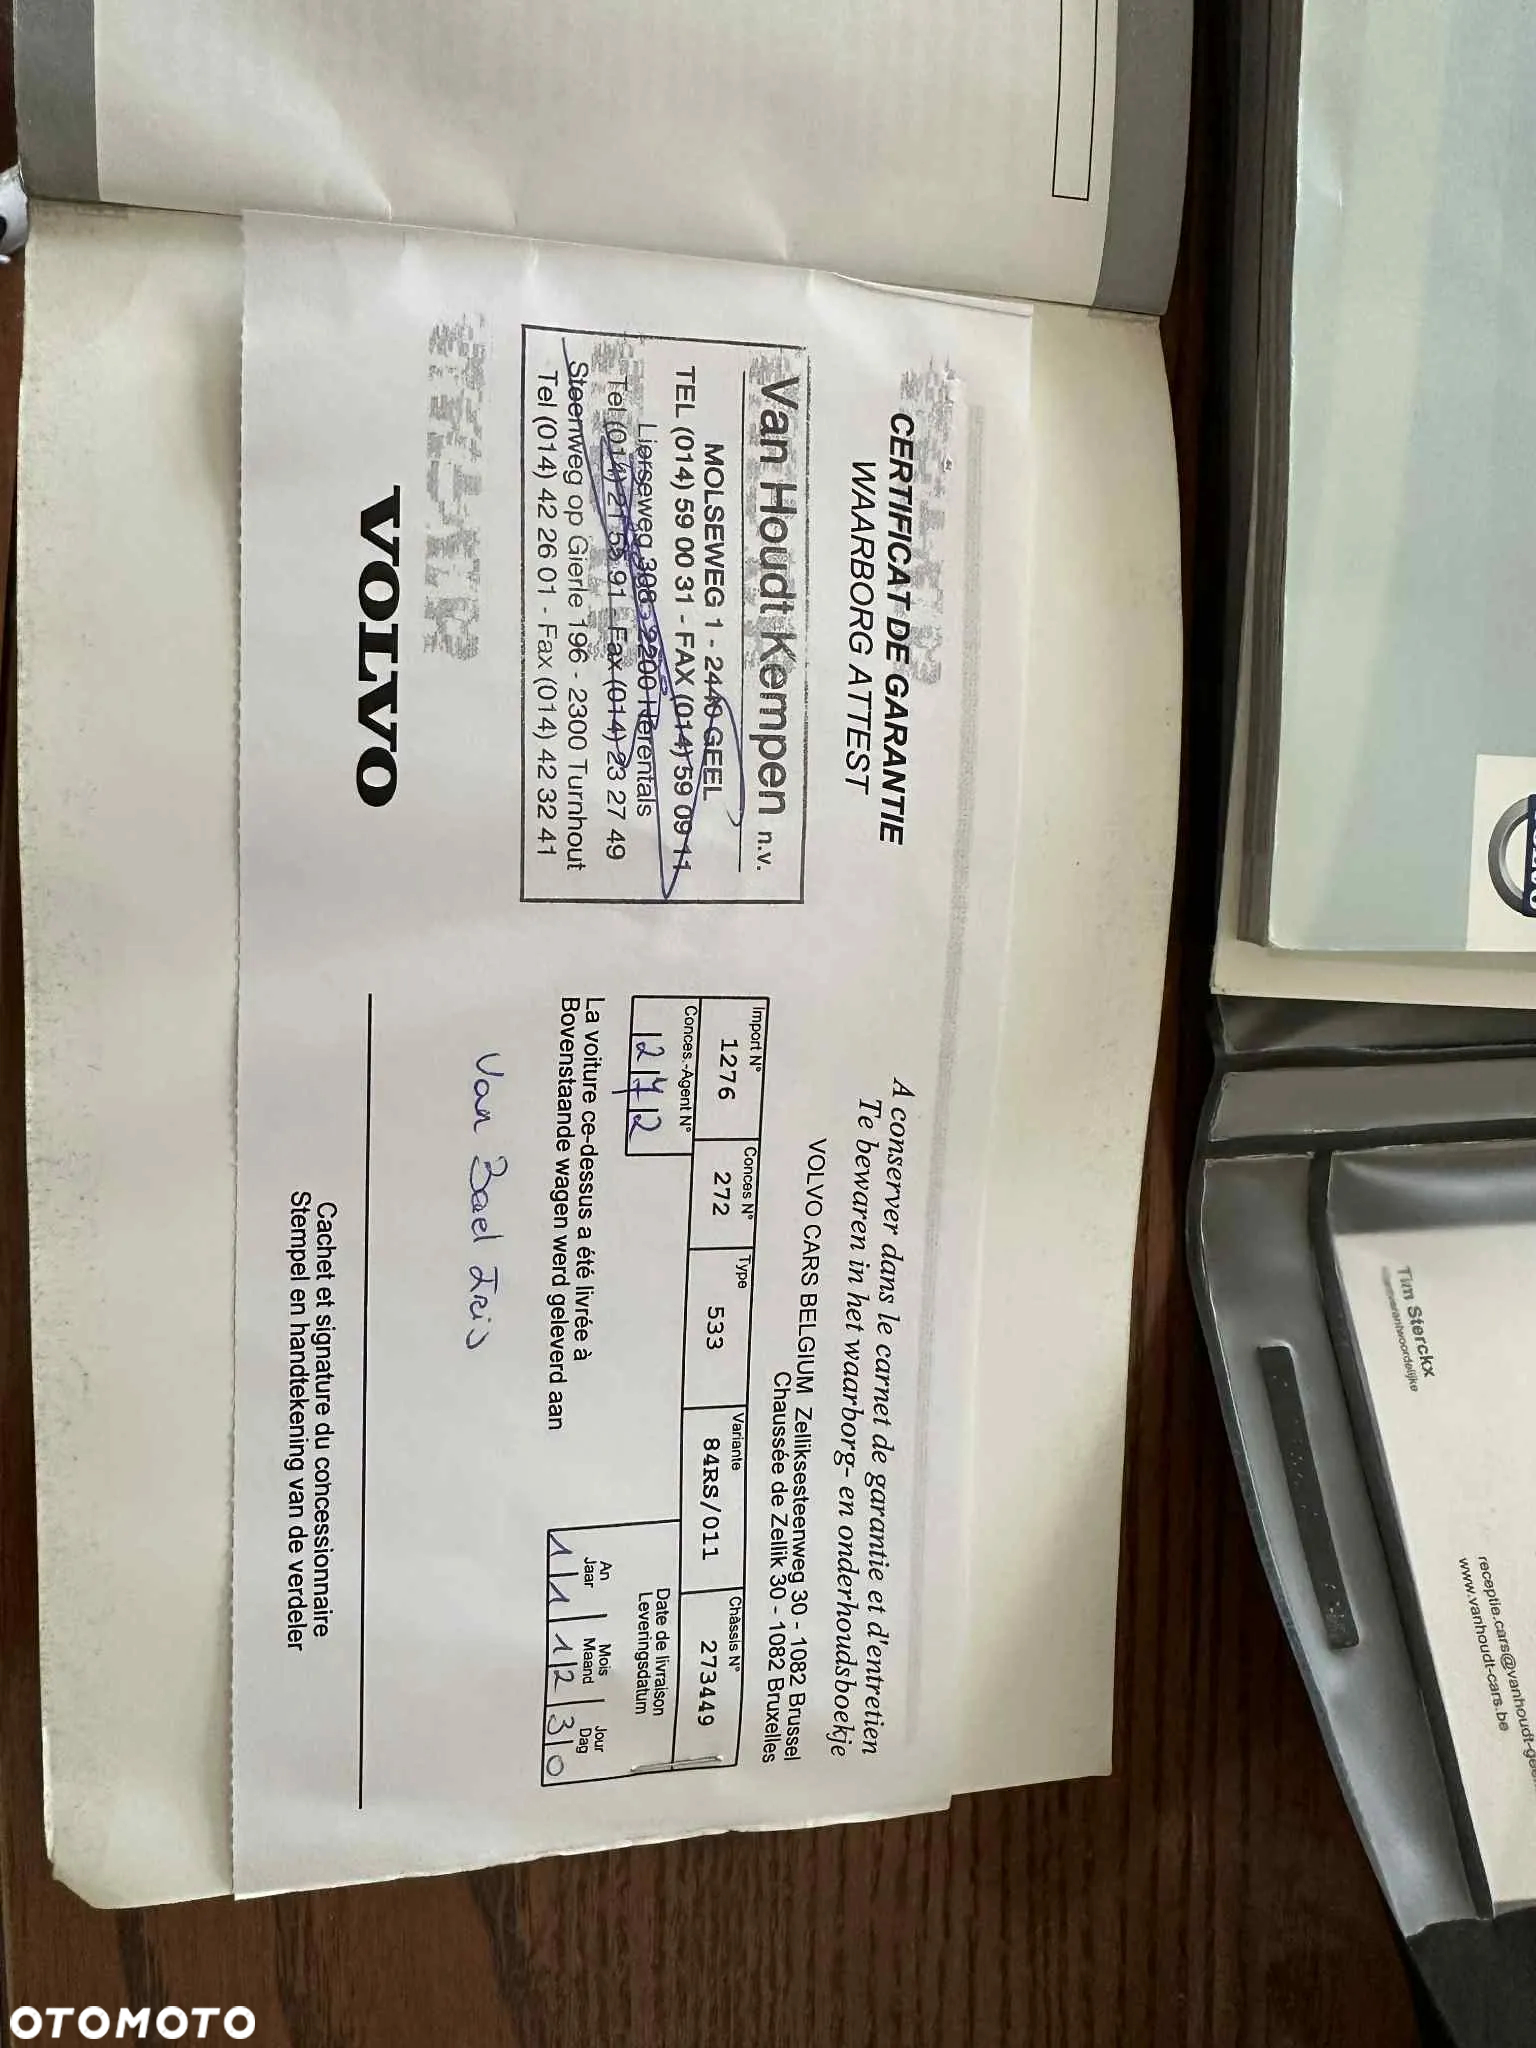 CERTIFICAT DE GARANTIE
WAARBORG ATTEST
Van Houdt Kempen n.v.
MOLSEWEG 1 - 2440 GEEL
TEL (014) 59 00 31 - FAX (014) 59 09 11
Lierseweg 308 - 2200 Herentals
Tel (014) 21 55 91 - Fax (014) 23 27 49
Steenweg op Gierle 196 - 2300 Turnhout
Tel (014) 42 26 01 - Fax (014) 42 32 41
VOLVO
A conserver dans le carnet de garantie et d'entretien
Te bewaren in het waarborg- en onderhoudsboekje
VOLVO CARS BELGIUM Zelliksesteenweg 30 - 1082 Brussel
Chaussée de Zellik 30 - 1082 Bruxelles
Import N° Conces N° Type Variante Châssis N°
1276 272 533 84RS/011 273449
Conces.-Agent N°
272
Date de livraison
Leveringsdatum
An Mois Jour
Jaar Maand Dag
11 12 30
La voiture ce-dessus a été livrée à
Bovenstaande wagen werd geleverd aan
Van Bael Iris
Cachet et signature du concessionnaire
Stempel en handtekening van de verdeler
Tim Sterckx
www.vanhoudt-cars.be
OTOMOTO